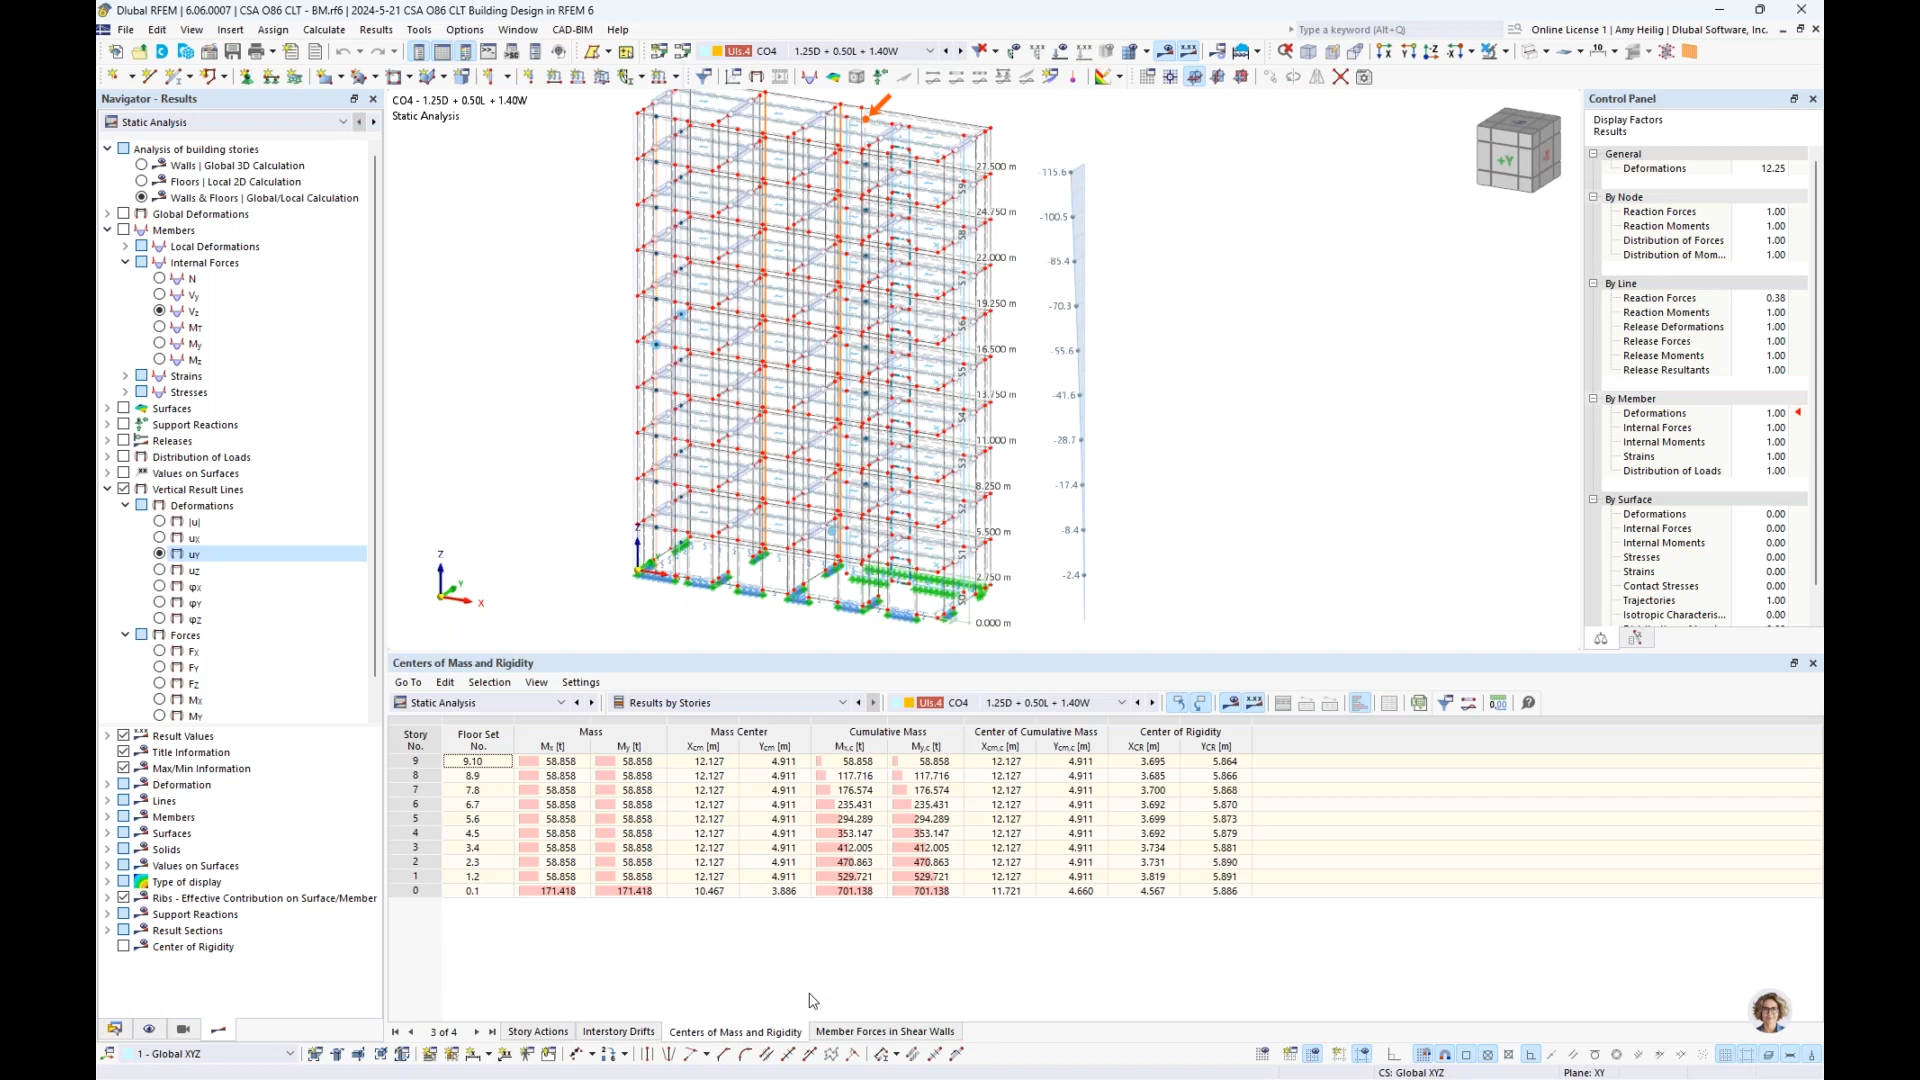 Dlubal RFEM | 6.06.0007 | CSA O86 CLT - BM.rf6 | 2024-5-21 CSA O86 CLT Building Design in RFEM 6
File Edit View Insert Assign Calculate Results Tools Options Window CAD-BIM Help
Type a keyword (Alt+Q)
Online License 1 | Amy Heilig | Dlubal Software, Inc.
Uls.4 CO4 1.25D + 0.50L + 1.40W
Navigator - Results
Static Analysis
Analysis of building stories
Walls | Global 3D Calculation
Floors | Local 2D Calculation
Walls & Floors | Global/Local Calculation
Global Deformations
Members
Local Deformations
Internal Forces
N
Vy
Vz
MT
My
Mz
Strains
Stresses
Surfaces
Support Reactions
Releases
Distribution of Loads
Values on Surfaces
Vertical Result Lines
Deformations
|u|
uX
uY
uZ
φX
φY
φZ
Forces
FX
FY
FZ
MX
MY
Result Values
Title Information
Max/Min Information
Deformation
Lines
Members
Surfaces
Solids
Values on Surfaces
Type of display
Ribs - Effective Contribution on Surface/Member
Support Reactions
Result Sections
Center of Rigidity
CO4 - 1.25D + 0.50L + 1.40W
Static Analysis
27.500 m
24.750 m
22.000 m
19.250 m
16.500 m
13.750 m
11.000 m
8.250 m
5.500 m
2.750 m
0.000 m
-115.6
-100.5
-85.4
-70.3
-55.6
-41.6
-28.7
-17.4
-8.4
-2.4
Z
Z
Y
X
+Y
X
Control Panel
Display Factors
Results
General
Deformations 12.25
By Node
Reaction Forces 1.00
Reaction Moments 1.00
Distribution of Forces 1.00
Distribution of Mom... 1.00
By Line
Reaction Forces 0.38
Reaction Moments 1.00
Release Deformations 1.00
Release Forces 1.00
Release Moments 1.00
Release Resultants 1.00
By Member
Deformations 1.00
Internal Forces 1.00
Internal Moments 1.00
Strains 1.00
Distribution of Loads 1.00
By Surface
Deformations 0.00
Internal Forces 0.00
Internal Moments 0.00
Stresses 0.00
Strains 0.00
Contact Stresses 0.00
Trajectories 1.00
Isotropic Characteris... 0.00
Centers of Mass and Rigidity
Go To Edit Selection View Settings
Static Analysis Results by Stories Uls.4 CO4 1.25D + 0.50L + 1.40W
Story Floor Set Mass Mass Center Cumulative Mass Center of Cumulative Mass Center of Rigidity
No. No. Mx [t] My [t] Xcm [m] Ycm [m] Mx,c [t] My,c [t] Xcm,c [m] Ycm,c [m] XCR [m] YCR [m]
9 9.10 58.858 58.858 12.127 4.911 58.858 58.858 12.127 4.911 3.695 5.864
8 8.9 58.858 58.858 12.127 4.911 117.716 117.716 12.127 4.911 3.685 5.866
7 7.8 58.858 58.858 12.127 4.911 176.574 176.574 12.127 4.911 3.700 5.868
6 6.7 58.858 58.858 12.127 4.911 235.431 235.431 12.127 4.911 3.692 5.870
5 5.6 58.858 58.858 12.127 4.911 294.289 294.289 12.127 4.911 3.699 5.873
4 4.5 58.858 58.858 12.127 4.911 353.147 353.147 12.127 4.911 3.692 5.879
3 3.4 58.858 58.858 12.127 4.911 412.005 412.005 12.127 4.911 3.734 5.881
2 2.3 58.858 58.858 12.127 4.911 470.863 470.863 12.127 4.911 3.731 5.890
1 1.2 58.858 58.858 12.127 4.911 529.721 529.721 12.127 4.911 3.819 5.891
0 0.1 171.418 171.418 10.467 3.886 701.138 701.138 11.721 4.660 4.567 5.886
3 of 4 Story Actions Interstory Drifts Centers of Mass and Rigidity Member Forces in Shear Walls
1 - Global XYZ
CS: Global XYZ Plane: XY